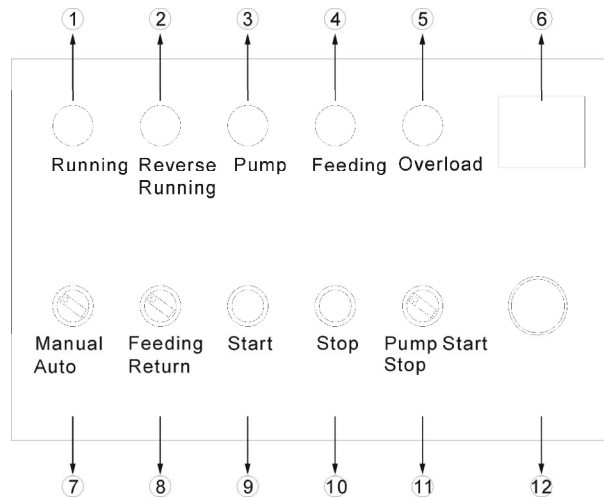 ① ② ③ ④ ⑤ ⑥
Running Reverse Running Pump Feeding Overload
Manual Auto Feeding Return Start Stop Pump Start Stop
⑦ ⑧ ⑨ ⑩ ⑪ ⑫